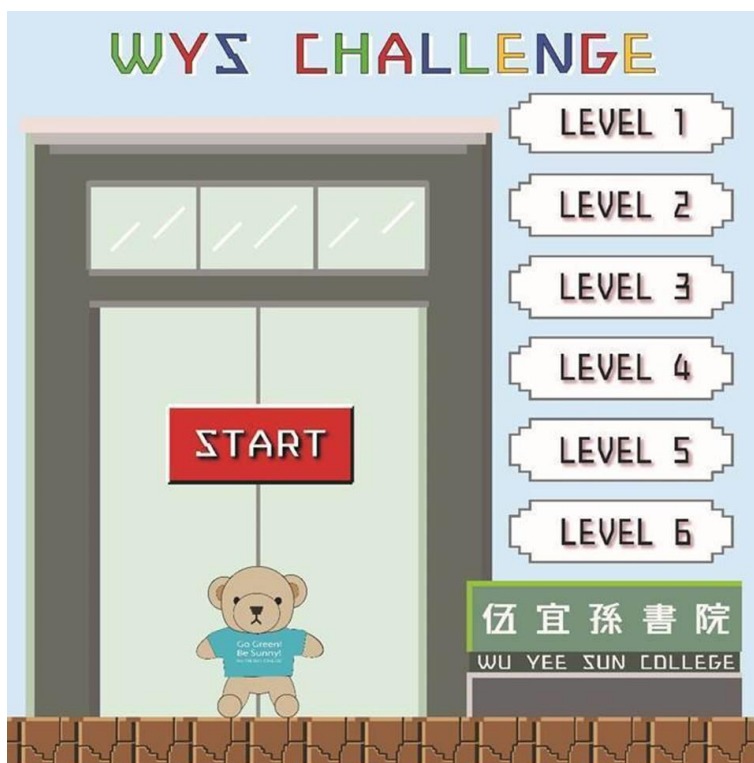 WYS CHALLENGE
LEVEL 1
LEVEL 2
LEVEL 3
LEVEL 4
LEVEL 5
LEVEL 6
START
Go Green!
Be Sunny!
伍宜孫書院
WU YEE SUN COLLEGE